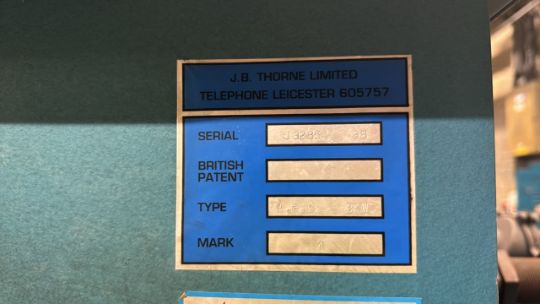 J.B. THORNE LIMITED
TELEPHONE LEICESTER 605757
SERIAL
BRITISH
PATENT
TYPE
MARK